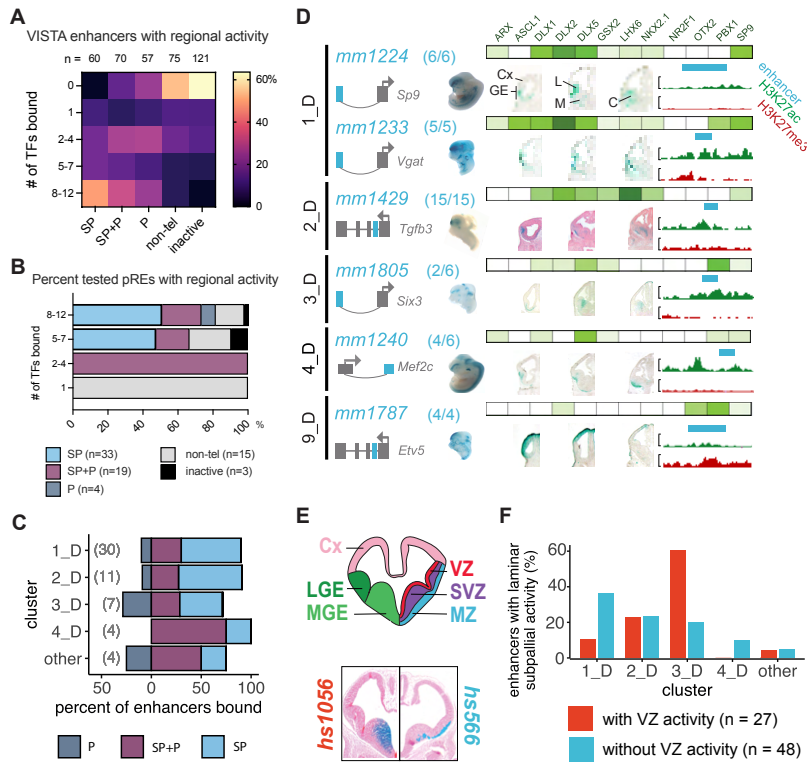 A
VISTA enhancers with regional activity
n = 60 70 57 75 121
# of TFs bound
0
1
2-4
5-7
8-12
60%
40
20
0
SP
SP+P
P
non-tel
inactive
B
Percent tested pREs with regional activity
# of TFs bound
8-12
5-7
2-4
1
0 20 40 60 80 100 %
SP (n=33)
SP+P (n=19)
P (n=4)
non-tel (n=15)
inactive (n=3)
C
cluster
1_D (30)
2_D (11)
3_D (7)
4_D (4)
other (4)
50 0 50 100
percent of enhancers bound
P SP+P SP
D
ARX ASCL1 DLX1 DLX2 DLX5 GSX2 LHX6 NKX2.1 NR2F1 OTX2 PBX1 SP9
enhancer
H3K27ac
H3K27me3
1_D
mm1224 (6/6)
Sp9
Cx
GE
L
M
C
mm1233 (5/5)
Vgat
2_D
mm1429 (15/15)
Tgfb3
3_D
mm1805 (2/6)
Six3
4_D
mm1240 (4/6)
Mef2c
9_D
mm1787 (4/4)
Etv5
E
Cx
LGE
MGE
VZ
SVZ
MZ
hs1056
hs566
F
enhancers with laminar
subpallial activity (%)
60
40
20
0
1_D 2_D 3_D 4_D other
cluster
with VZ activity (n = 27)
without VZ activity (n = 48)